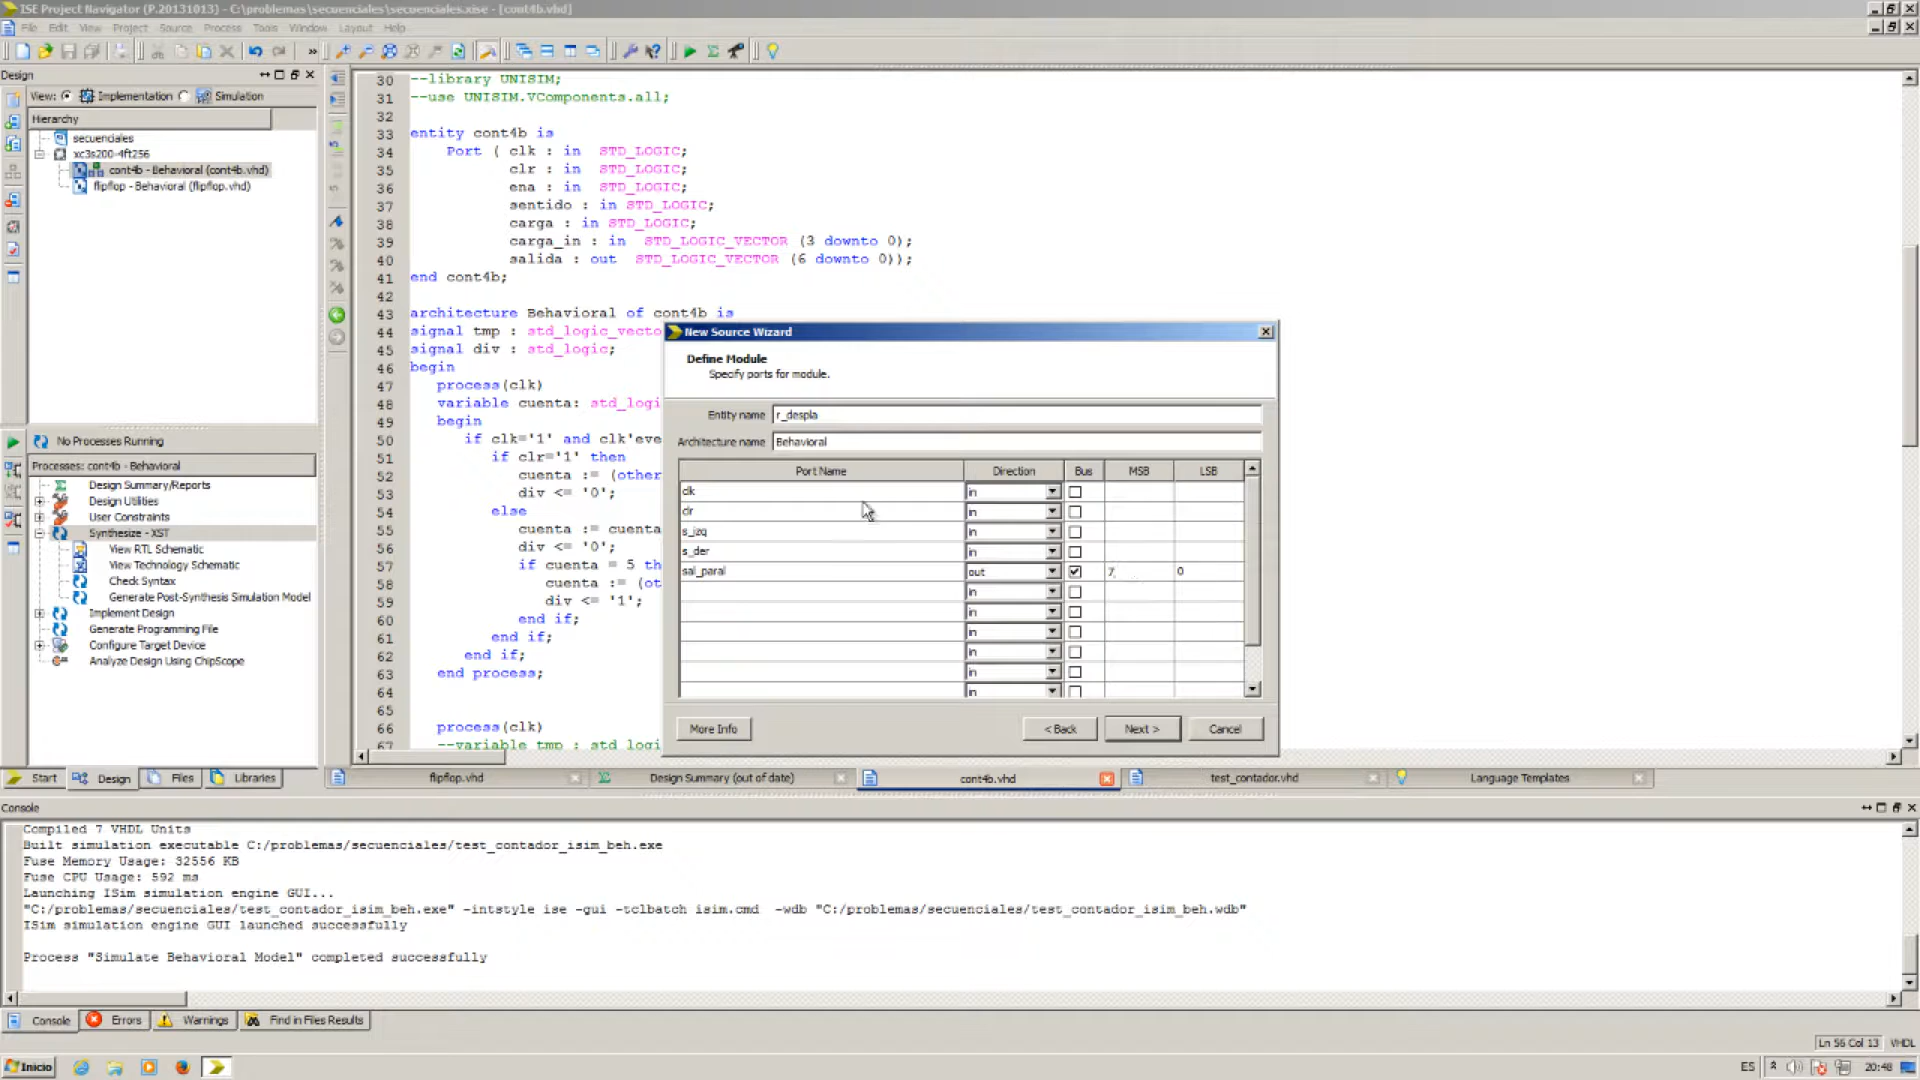 ISE Project Navigator (P.20131013) - C:\problemas\secuenciales\secuenciales.xise - [cont4b.vhd]
File Edit View Project Source Process Tools Window Layout Help
Design
View: Implementation Simulation
Hierarchy
secuenciales
xc3s200-4ft256
cont4b - Behavioral (cont4b.vhd)
flipflop - Behavioral (flipflop.vhd)
No Processes Running
Processes: cont4b - Behavioral
Design Summary/Reports
Design Utilities
User Constraints
Synthesize - XST
View RTL Schematic
View Technology Schematic
Check Syntax
Generate Post-Synthesis Simulation Model
Implement Design
Generate Programming File
Configure Target Device
Analyze Design Using ChipScope
Start Design Files Libraries
30 --library UNISIM;
31 --use UNISIM.VComponents.all;
32
33 entity cont4b is
34 Port ( clk : in STD_LOGIC;
35 clr : in STD_LOGIC;
36 ena : in STD_LOGIC;
37 sentido : in STD_LOGIC;
38 carga : in STD_LOGIC;
39 carga_in : in STD_LOGIC_VECTOR (3 downto 0);
40 salida : out STD_LOGIC_VECTOR (6 downto 0));
41 end cont4b;
42
43 architecture Behavioral of cont4b is
44 signal tmp : std_logic_vecto
45 signal div : std_logic;
46 begin
47 process(clk)
48 variable cuenta: std_logi
49 begin
50 if clk='1' and clk'eve
51 if clr='1' then
52 cuenta := (other
53 div <= '0';
54 else
55 cuenta := cuenta
56 div <= '0';
57 if cuenta = 5 th
58 cuenta := (ot
59 div <= '1';
60 end if;
61 end if;
62 end if;
63 end process;
64
65
66 process(clk)
67 --variable tmp : std logi
New Source Wizard
Define Module
Specify ports for module.
Entity name r_despla
Architecture name Behavioral
Port Name Direction Bus MSB LSB
clk in
clr in
s_izq in
s_der in
sal_paral out 7 0
in
in
in
in
in
in
More Info < Back Next > Cancel
flipflop.vhd Design Summary (out of date) cont4b.vhd test_contador.vhd Language Templates
Console
Compiled 7 VHDL Units
Built simulation executable C:/problemas/secuenciales/test_contador_isim_beh.exe
Fuse Memory Usage: 32556 KB
Fuse CPU Usage: 592 ms
Launching ISim simulation engine GUI...
"C:/problemas/secuenciales/test_contador_isim_beh.exe" -intstyle ise -gui -tclbatch isim.cmd -wdb "C:/problemas/secuenciales/test_contador_isim_beh.wdb"
ISim simulation engine GUI launched successfully
Process "Simulate Behavioral Model" completed successfully
Console Errors Warnings Find in Files Results
Ln 56 Col 13 VHDL
Inicio ES 20:48